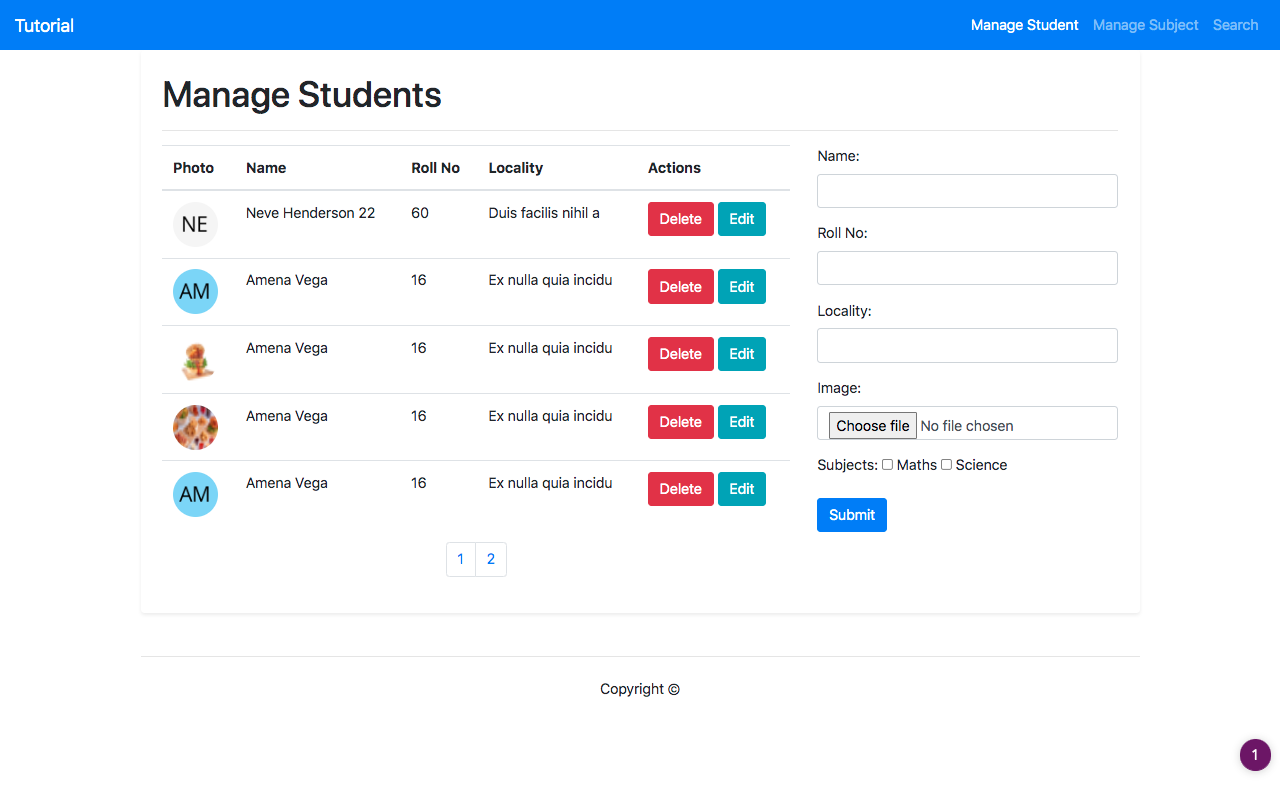 Tutorial Manage Student Manage Subject Search
Manage Students
Photo Name Roll No Locality Actions
NE Neve Henderson 22 60 Duis facilis nihil a Delete Edit
AM Amena Vega 16 Ex nulla quia incidu Delete Edit
Amena Vega 16 Ex nulla quia incidu Delete Edit
Amena Vega 16 Ex nulla quia incidu Delete Edit
AM Amena Vega 16 Ex nulla quia incidu Delete Edit
1 2
Name:
Roll No:
Locality:
Image:
Choose file No file chosen
Subjects: Maths Science
Submit
Copyright ©
1